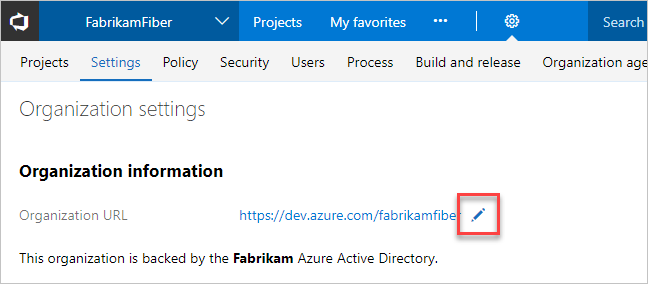 FabrikamFiber Projects My favorites ••• Search
Projects Settings Policy Security Users Process Build and release Organization age
Organization settings
Organization information
Organization URL https://dev.azure.com/fabrikamfiber
This organization is backed by the Fabrikam Azure Active Directory.